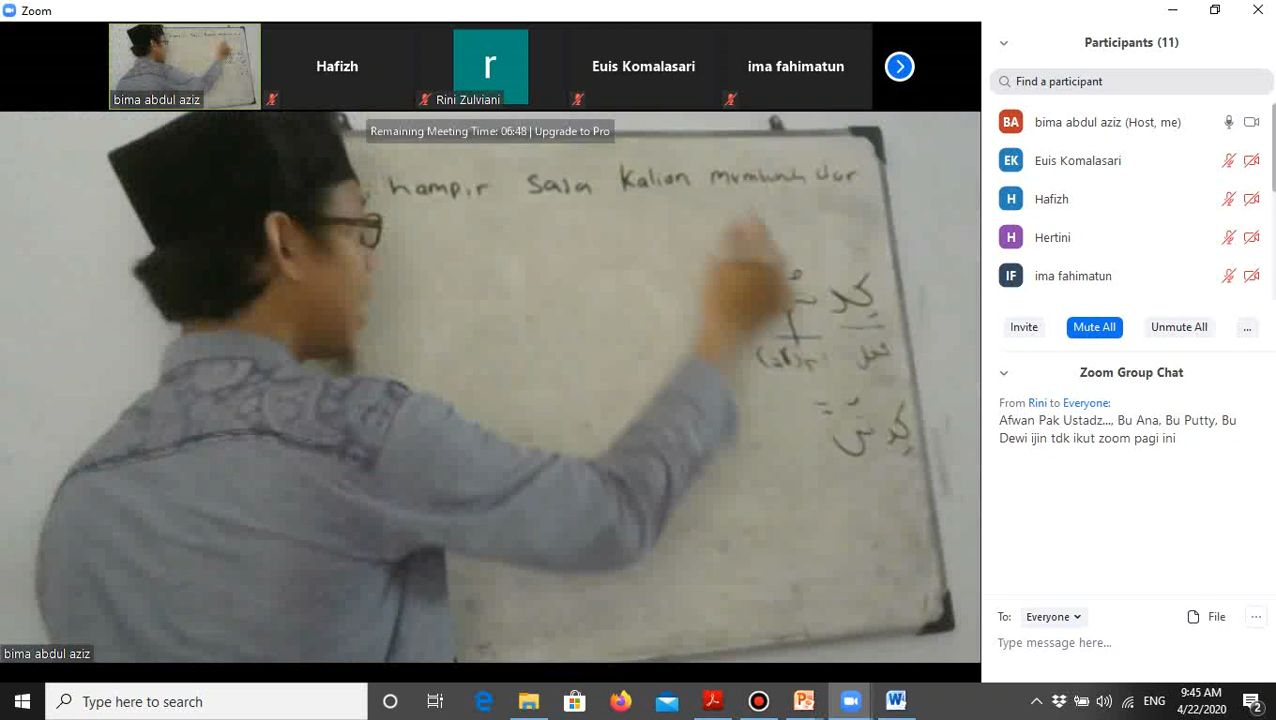 Zoom
bima abdul aziz
Hafizh
r
Rini Zulviani
Euis Komalasari
ima fahimatun
Remaining Meeting Time: 06:48 | Upgrade to Pro
hampir saja kalian
bima abdul aziz
Participants (11)
Find a participant
BA bima abdul aziz (Host, me)
EK Euis Komalasari
H Hafizh
H Hertini
IF ima fahimatun
Invite Mute All Unmute All ...
Zoom Group Chat
From Rini to Everyone:
Afwan Pak Ustadz..., Bu Ana, Bu Putty, Bu
Dewi ijin tdk ikut zoom pagi ini
To: Everyone File ...
Type message here...
Type here to search
ENG
9:45 AM
4/22/2020
2